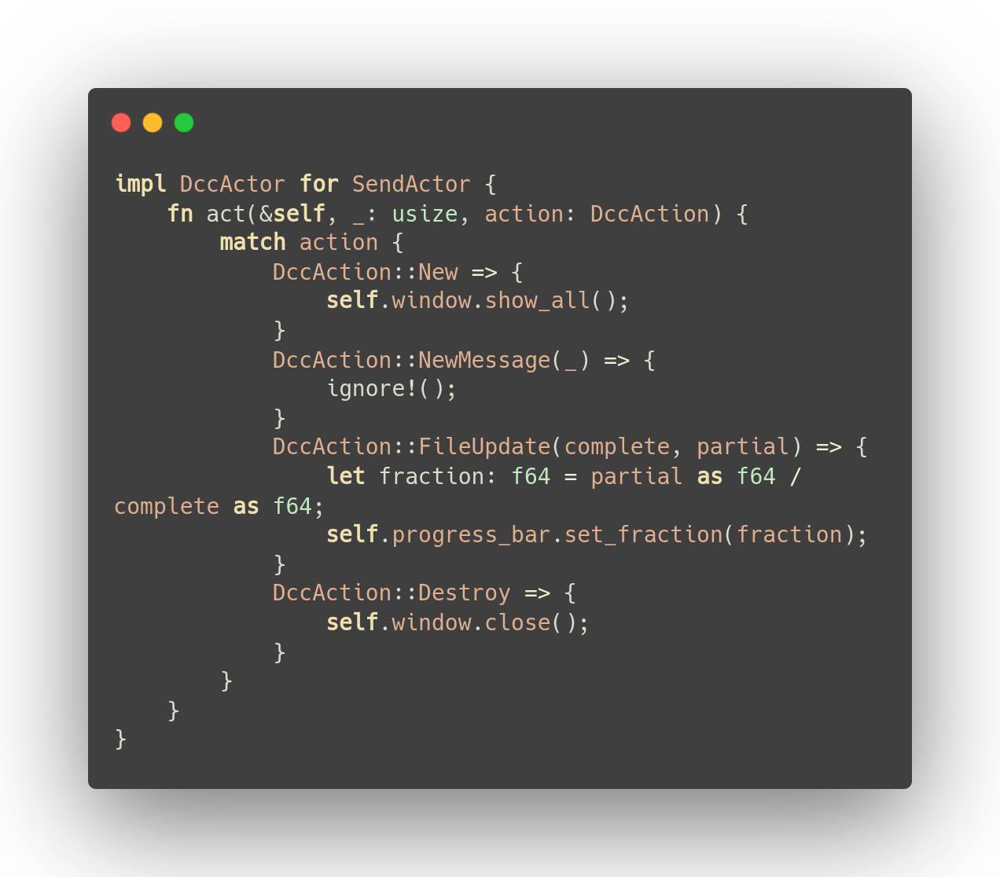 impl DccActor for SendActor {
    fn act(&self, _: usize, action: DccAction) {
        match action {
            DccAction::New => {
                self.window.show_all();
            }
            DccAction::NewMessage(_) => {
                ignore!();
            }
            DccAction::FileUpdate(complete, partial) => {
                let fraction: f64 = partial as f64 /
complete as f64;
                self.progress_bar.set_fraction(fraction);
            }
            DccAction::Destroy => {
                self.window.close();
            }
        }
    }
}